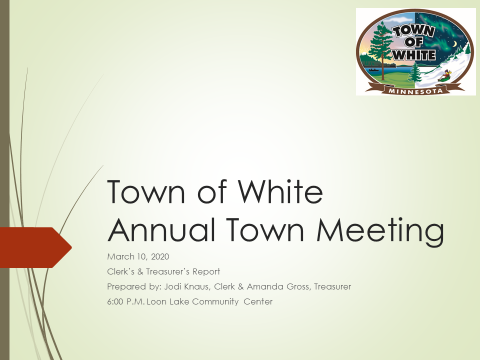 TOWN
OF
WHITE
MINNESOTA
Town of White
Annual Town Meeting
March 10, 2020
Clerk's & Treasurer's Report
Prepared by: Jodi Knaus, Clerk & Amanda Gross, Treasurer
6:00 P.M. Loon Lake Community Center